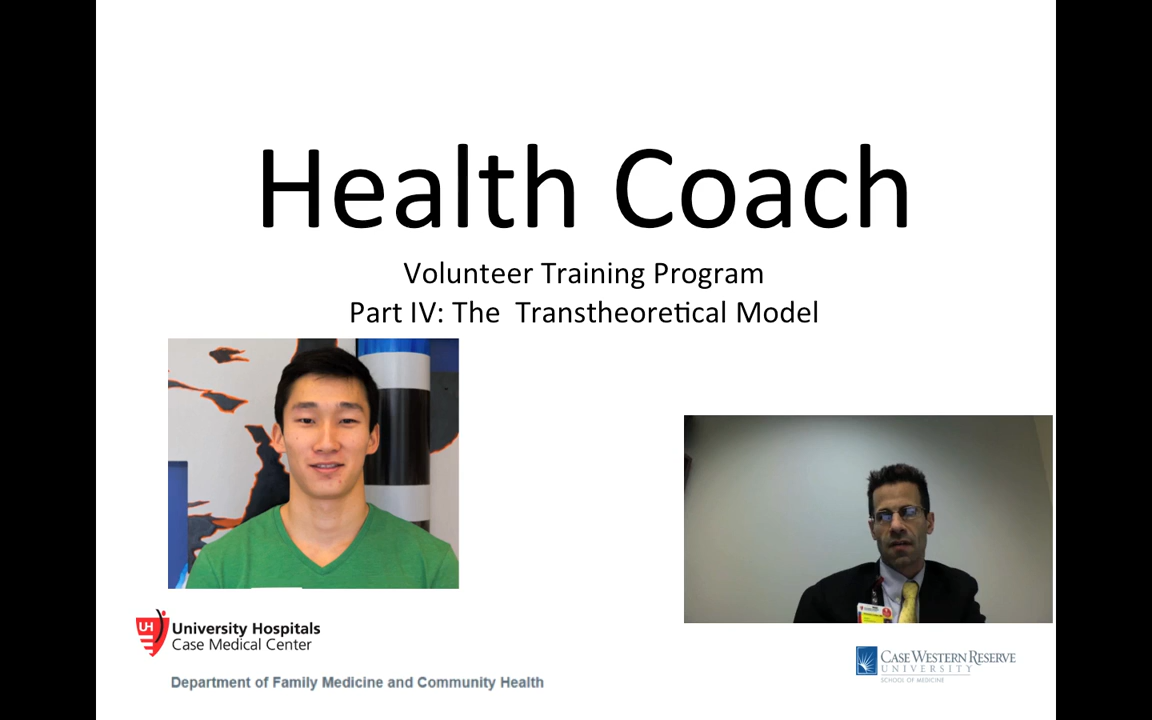 Health Coach
Volunteer Training Program
Part IV: The Transtheoretical Model
UH
University Hospitals
Case Medical Center
Department of Family Medicine and Community Health
CASE WESTERN RESERVE
UNIVERSITY
SCHOOL OF MEDICINE